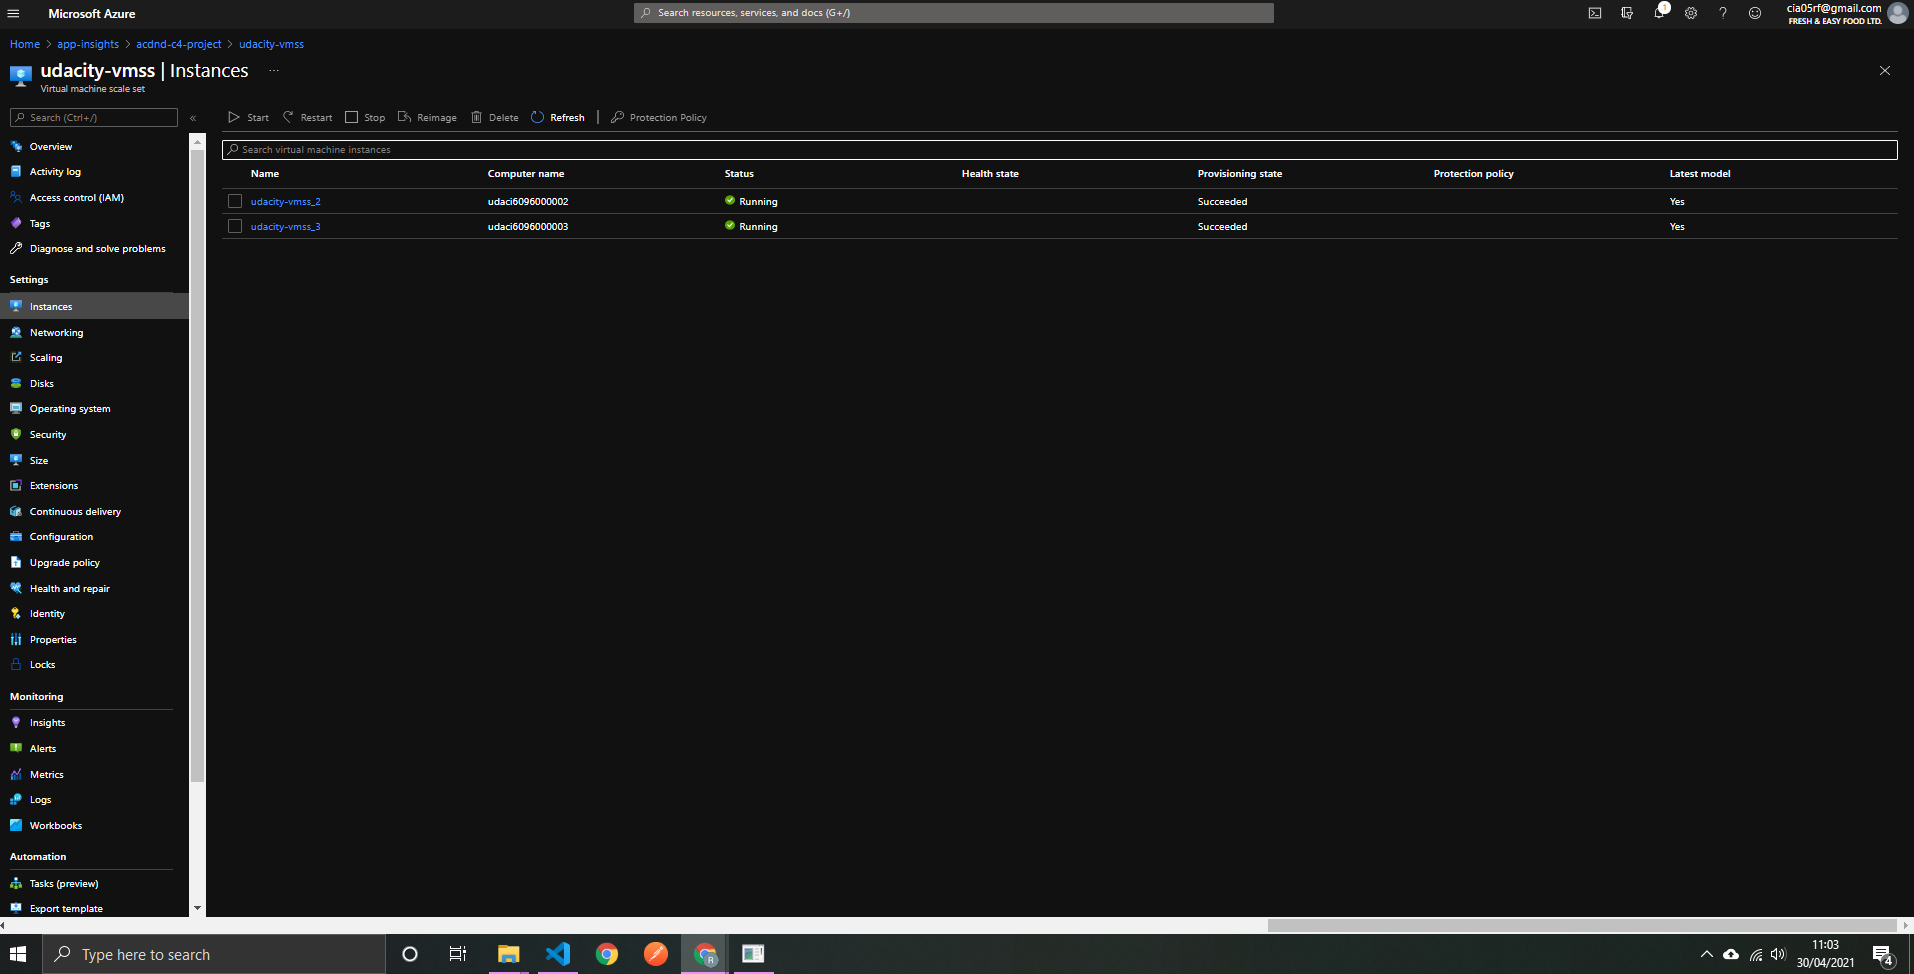 Microsoft Azure
Search resources, services, and docs (G+/)
1
cia05rf@gmail.com
FRESH & EASY FOOD LTD.
Home > app-insights > acdnd-c4-project > udacity-vmss
udacity-vmss | Instances ...
Virtual machine scale set
Search (Ctrl+/) «
Start Restart Stop Reimage Delete Refresh | Protection Policy
Search virtual machine instances
Name Computer name Status Health state Provisioning state Protection policy Latest model
udacity-vmss_2 udaci6096000002 Running Succeeded Yes
udacity-vmss_3 udaci6096000003 Running Succeeded Yes
Overview
Activity log
Access control (IAM)
Tags
Diagnose and solve problems
Settings
Instances
Networking
Scaling
Disks
Operating system
Security
Size
Extensions
Continuous delivery
Configuration
Upgrade policy
Health and repair
Identity
Properties
Locks
Monitoring
Insights
Alerts
Metrics
Logs
Workbooks
Automation
Tasks (preview)
Export template
Type here to search
R
11:03
30/04/2021
4